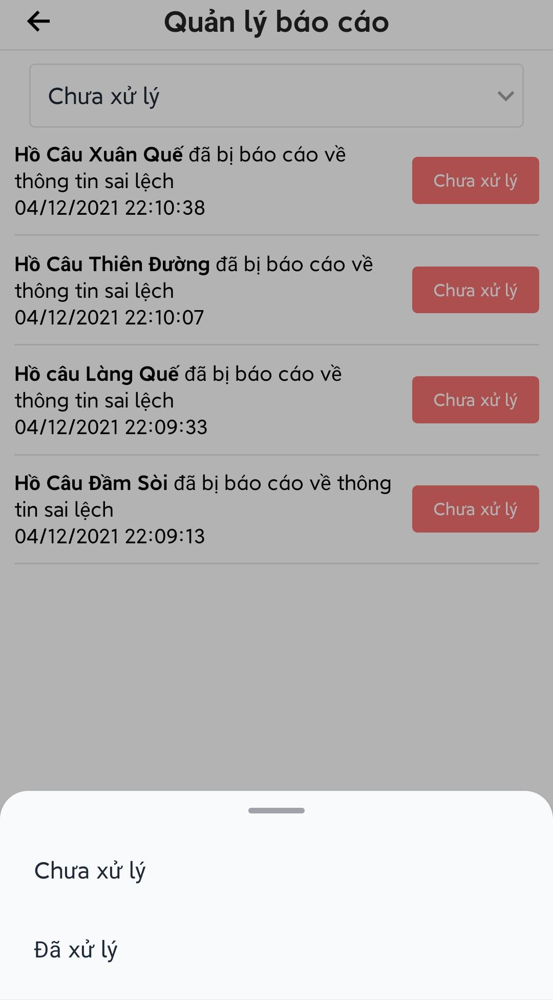 Quản lý báo cáo
Chưa xử lý
Hồ Câu Xuân Quế đã bị báo cáo về
thông tin sai lệch
04/12/2021 22:10:38
Chưa xử lý
Hồ Câu Thiên Đường đã bị báo cáo về
thông tin sai lệch
04/12/2021 22:10:07
Chưa xử lý
Hồ câu Làng Quế đã bị báo cáo về
thông tin sai lệch
04/12/2021 22:09:33
Chưa xử lý
Hồ Câu Đầm Sòi đã bị báo cáo về thông
tin sai lệch
04/12/2021 22:09:13
Chưa xử lý
Chưa xử lý
Đã xử lý